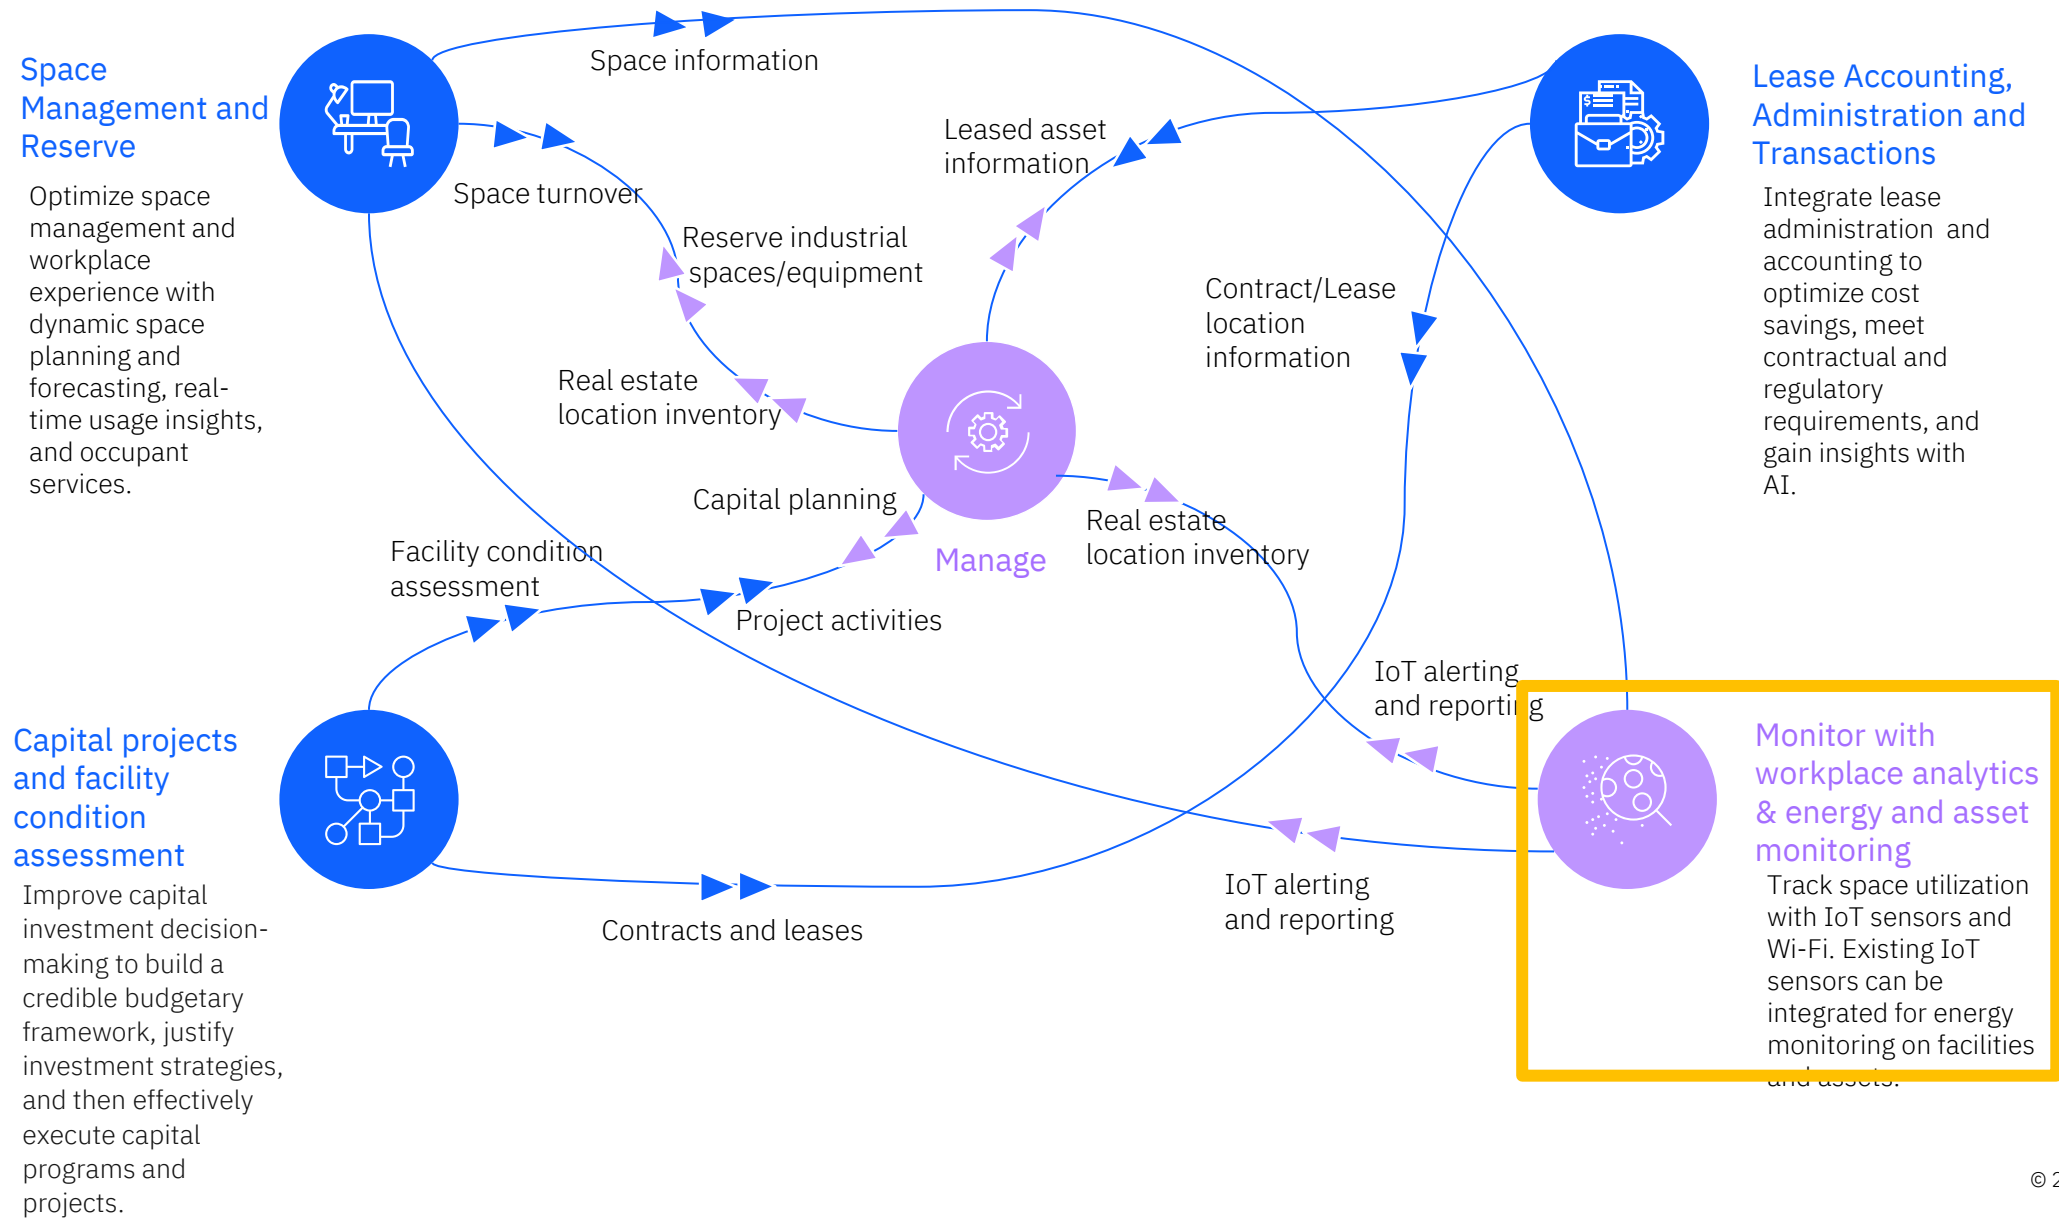 Space
Management and
Reserve
Optimize space
management and
workplace
experience with
dynamic space
planning and
forecasting, real-
time usage insights,
and occupant
services.
Space information
Space turnover
Reserve industrial
spaces/equipment
Real estate
location inventory
Leased asset
information
Contract/Lease
location
information
Lease Accounting,
Administration and
Transactions
Integrate lease
administration and
accounting to
optimize cost
savings, meet
contractual and
regulatory
requirements, and
gain insights with
AI.
$
Capital planning
Manage
Real estate
location inventory
Facility condition
assessment
Project activities
IoT alerting
and reporting
Capital projects
and facility
condition
assessment
Improve capital
investment decision-
making to build a
credible budgetary
framework, justify
investment strategies,
and then effectively
execute capital
programs and
projects.
Contracts and leases
IoT alerting
and reporting
Monitor with
workplace analytics
& energy and asset
monitoring
Track space utilization
with IoT sensors and
Wi-Fi. Existing IoT
sensors can be
integrated for energy
monitoring on facilities
and assets.
© 2